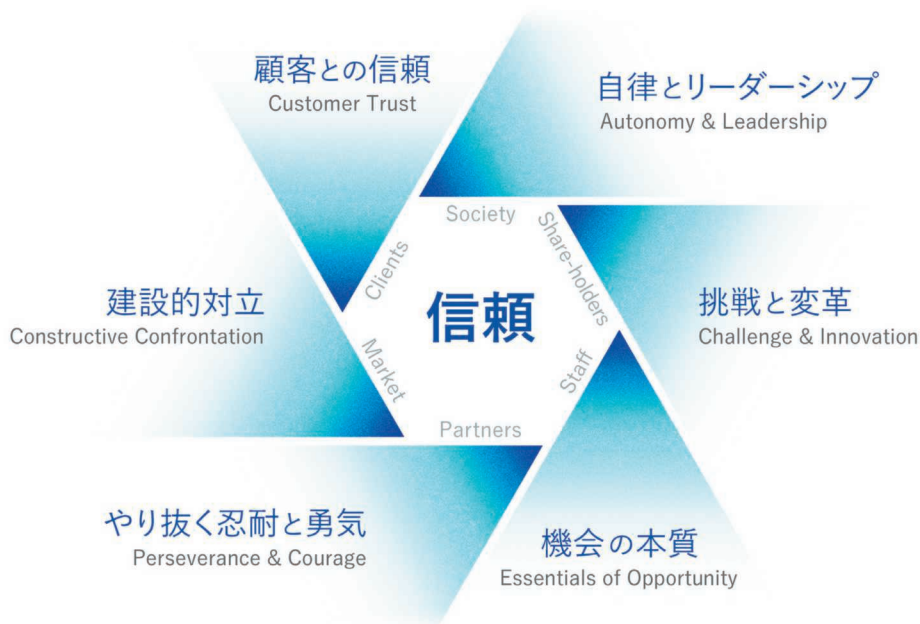 顧客との信頼
Customer Trust
自律とリーダーシップ
Autonomy & Leadership
Society
Share-holders
Clients
信頼
建設的対立
Constructive Confrontation
挑戦と変革
Challenge & Innovation
Market
Staff
Partners
やり抜く忍耐と勇気
Perseverance & Courage
機会の本質
Essentials of Opportunity